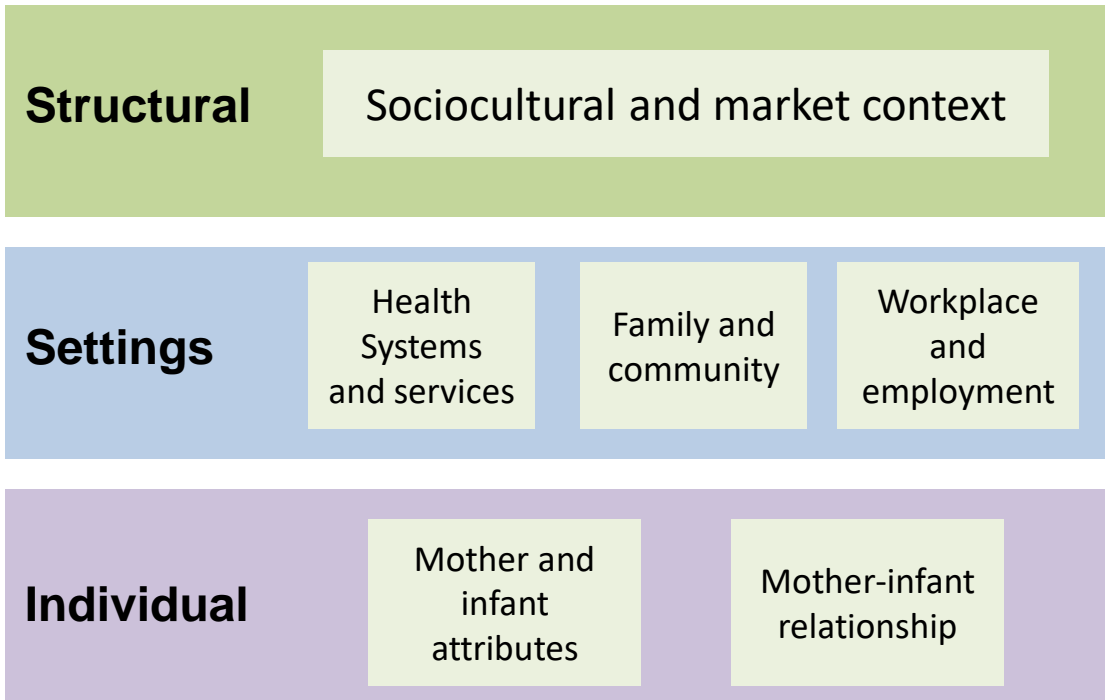 Structural
Sociocultural and market context
Settings
Health
Systems
and services
Family and
community
Workplace
and
employment
Individual
Mother and
infant
attributes
Mother-infant
relationship